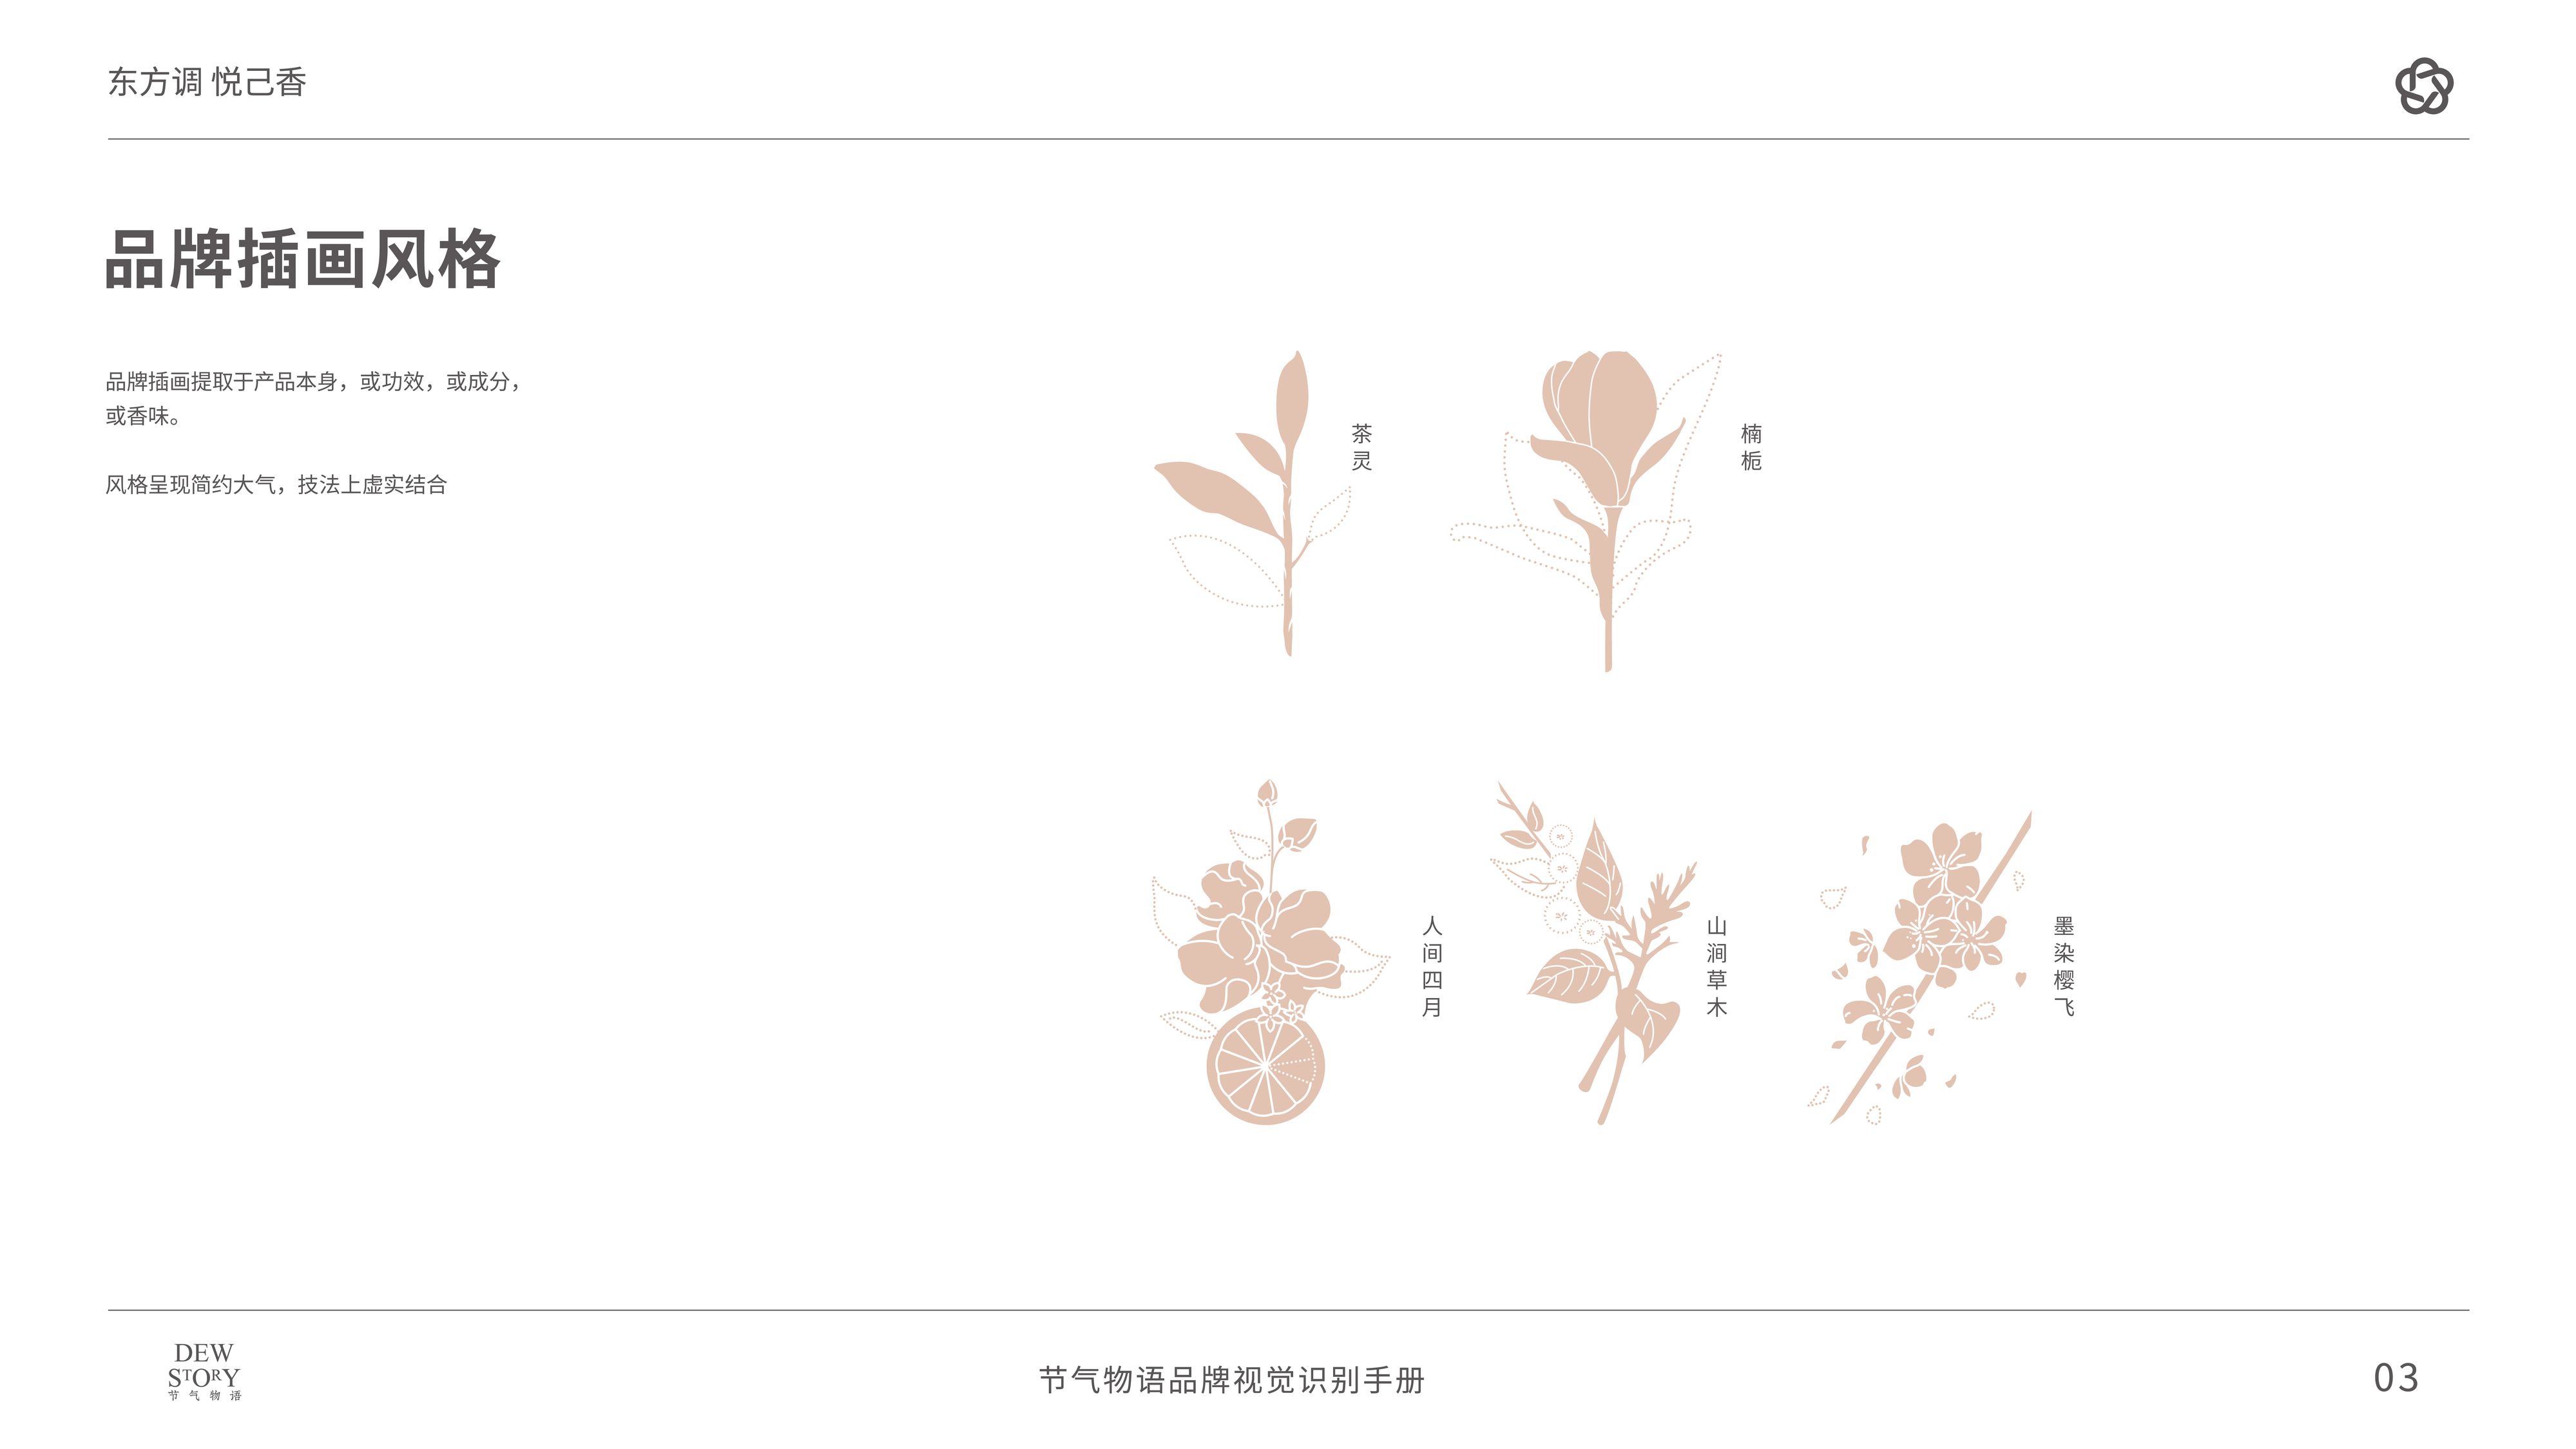 东方调 悦己香
品牌插画风格
品牌插画提取于产品本身，或功效，或成分，
或香味。
风格呈现简约大气，技法上虚实结合
茶灵
楠栀
人间四月
山涧草木
墨染樱飞
DEW
STORY
节气物语
节气物语品牌视觉识别手册
03